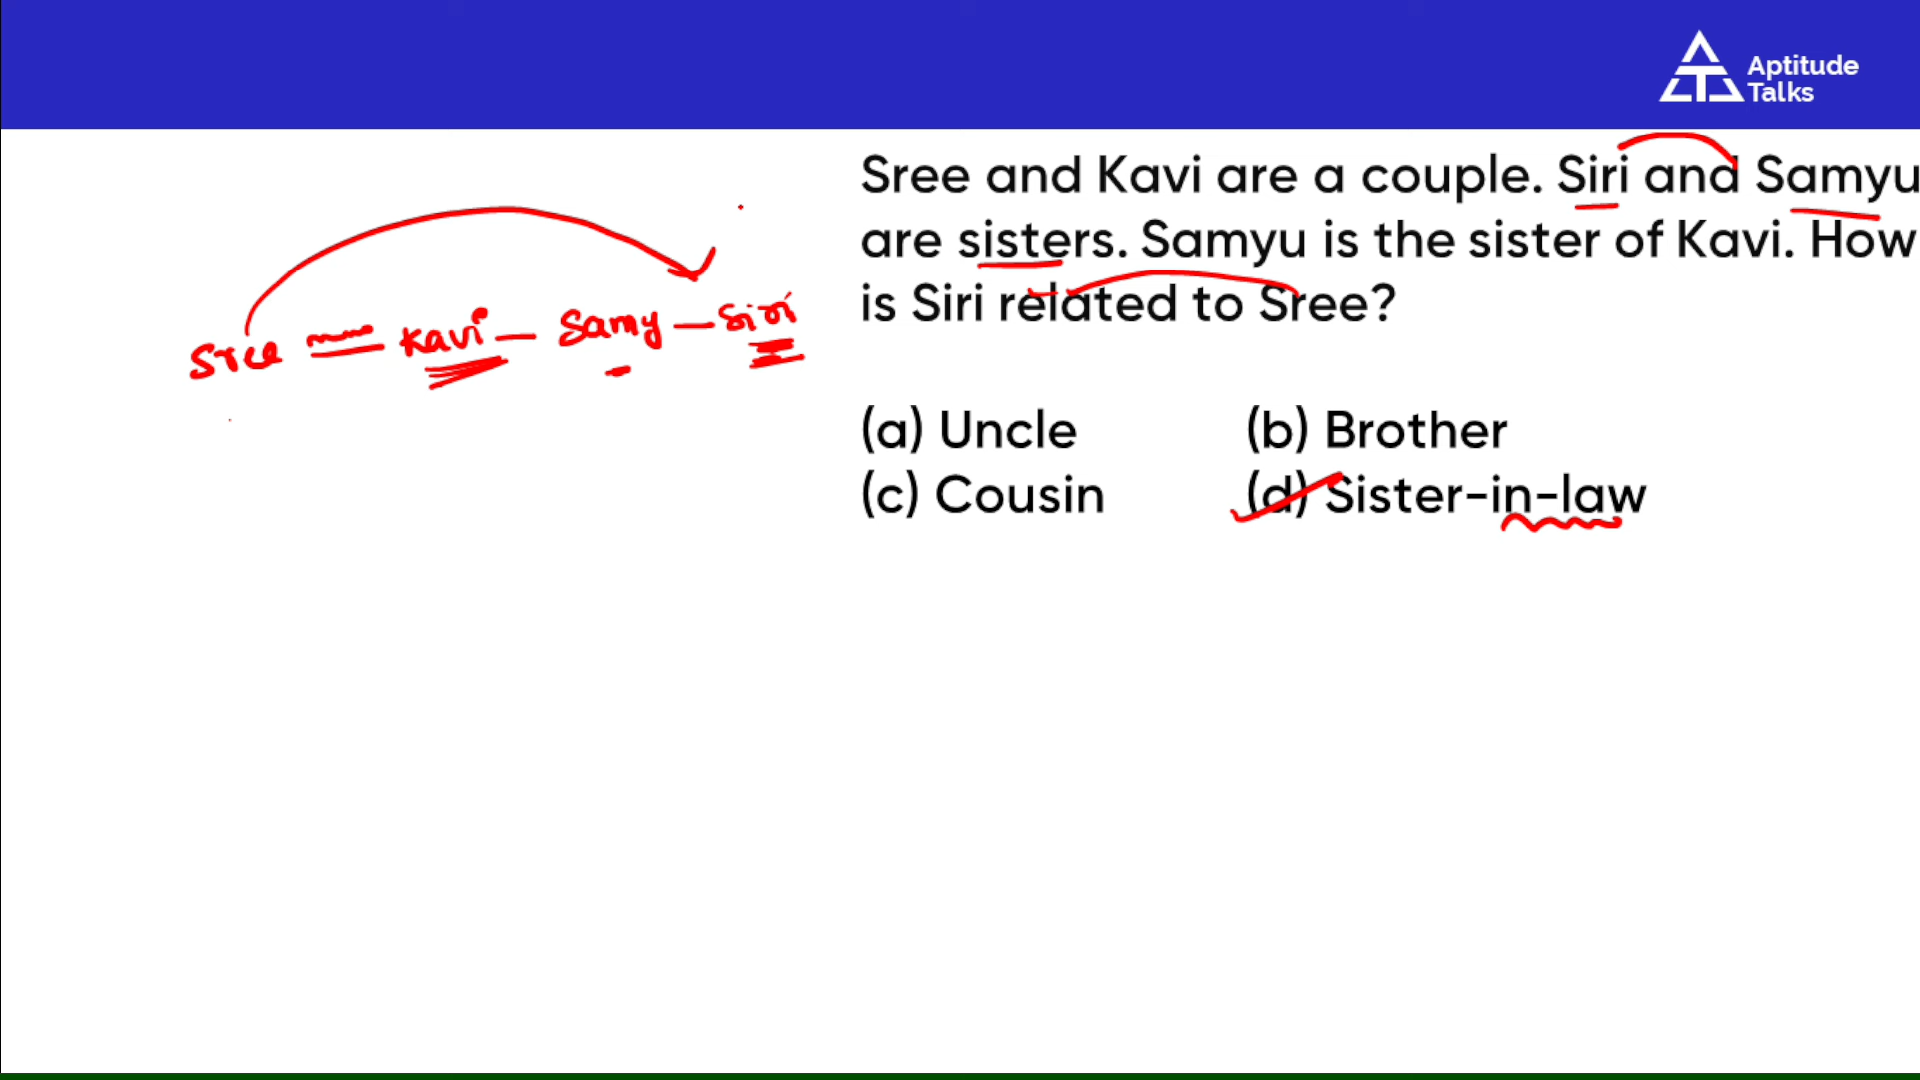 Aptitude
Talks
Sree and Kavi are a couple. Siri and Samyu
are sisters. Samyu is the sister of Kavi. How
is Siri related to Sree?
Sree = Kavi - Samy - Siri
(a) Uncle (b) Brother
(c) Cousin (d) Sister-in-law